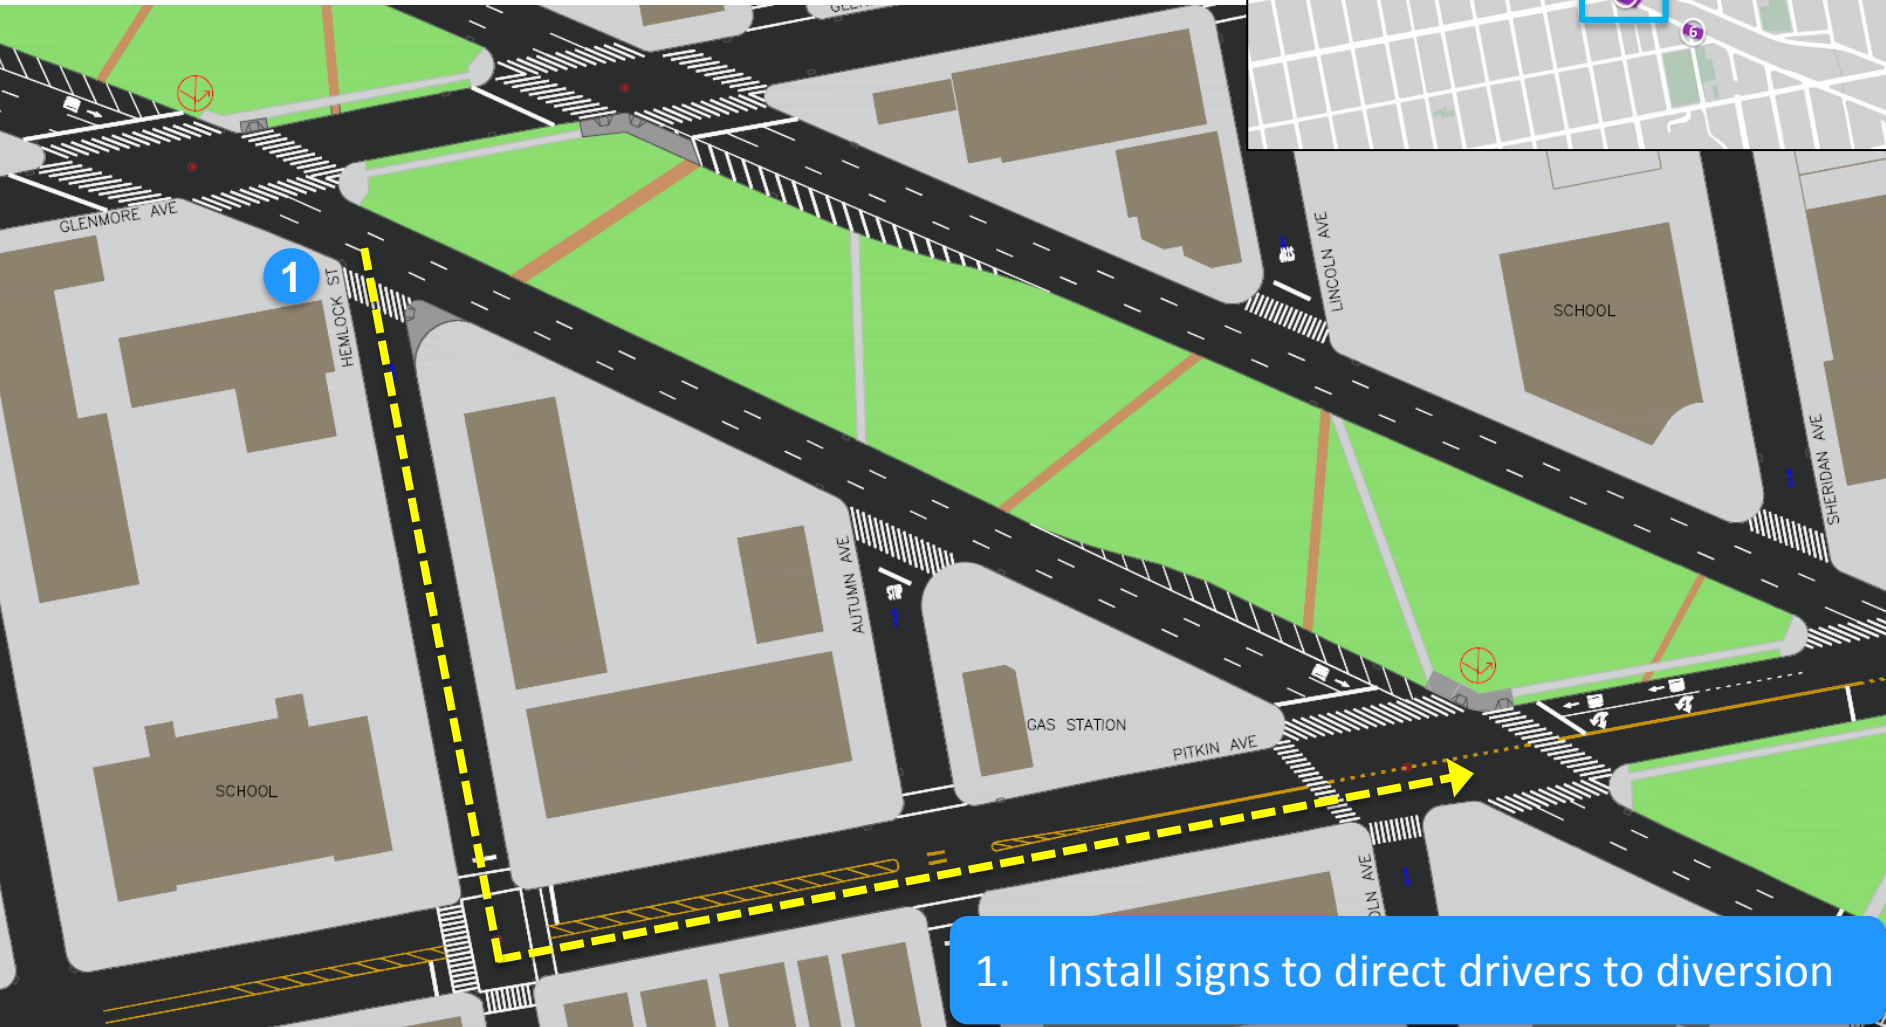 6
GLENMORE AVE
1
HEMLOCK ST
LINCOLN AVE
SCHOOL
SHERIDAN AVE
AUTUMN AVE
GAS STATION
PITKIN AVE
SCHOOL
1. Install signs to direct drivers to diversion